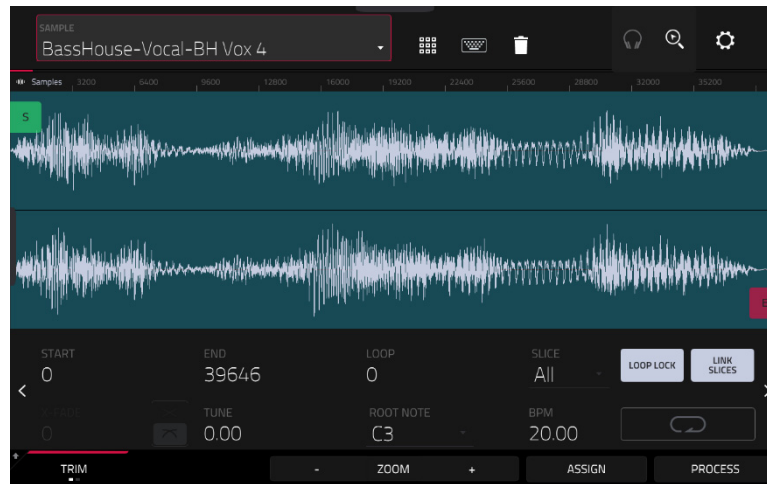 SAMPLE
BassHouse-Vocal-BH Vox 4
Samples 3200 6400 9600 12800 16000 19200 22400 25600 28800 32000 35200
S
E
START END LOOP SLICE
0 39646 0 All LOOP LOCK LINK SLICES
X-FADE TUNE ROOT NOTE BPM
0 0.00 C3 20.00
TRIM - ZOOM + ASSIGN PROCESS